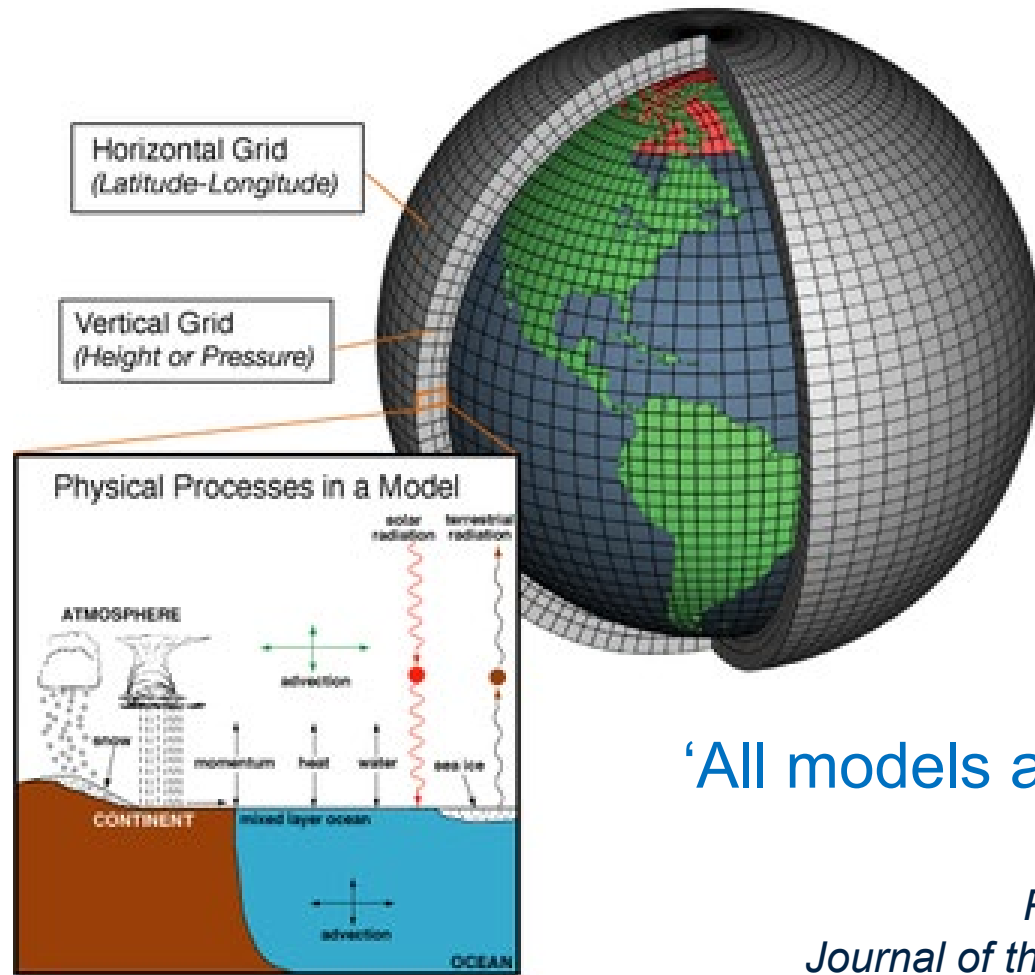 Horizontal Grid
(Latitude-Longitude)
Vertical Grid
(Height or Pressure)
Physical Processes in a Model
solar radiation
terrestrial radiation
ATMOSPHERE
advection
snow
momentum heat water sea ice
CONTINENT mixed layer ocean
advection
OCEAN
‘All models a
Journal of th